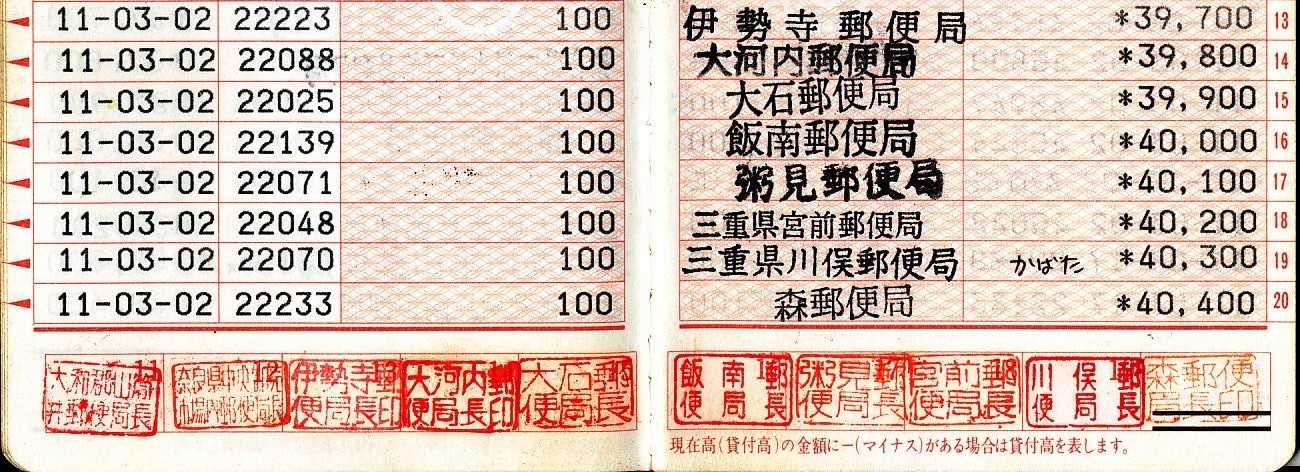 11-03-02 22223 100 伊勢寺郵便局 *39,700 13
11-03-02 22088 100 大河内郵便局 *39,800 14
11-03-02 22025 100 大石郵便局 *39,900 15
11-03-02 22139 100 飯南郵便局 *40,000 16
11-03-02 22071 100 粥見郵便局 *40,100 17
11-03-02 22048 100 三重県宮前郵便局 *40,200 18
11-03-02 22070 100 三重県川俣郵便局 かばた *40,300 19
11-03-02 22233 100 森郵便局 *40,400 20
伊勢寺郵便局長印
大河内郵便局長印
大石郵便局長
飯南郵便局長
粥見郵便局長
宮前郵便局長
川俣郵便局長
森郵便局長印
現在高(貸付高)の金額に-(マイナス)がある場合は貸付高を表します。